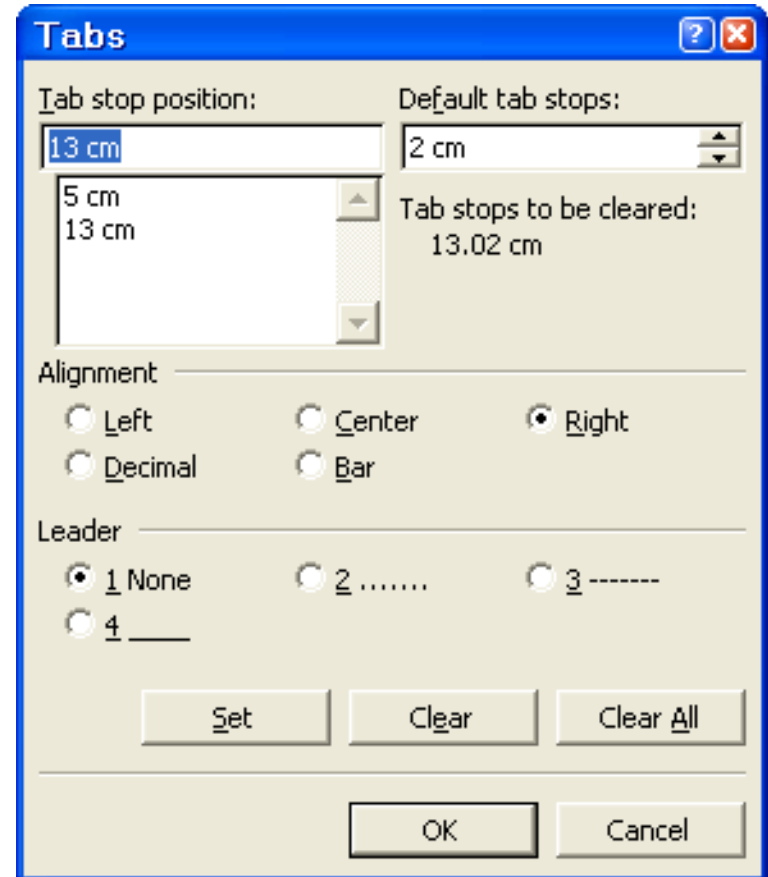 Tabs
Tab stop position:
Default tab stops:
13 cm
2 cm
5 cm
13 cm
Tab stops to be cleared:
13.02 cm
Alignment
Left
Center
Right
Decimal
Bar
Leader
1 None
2 .......
3 -------
4 ____
Set
Clear
Clear All
OK
Cancel